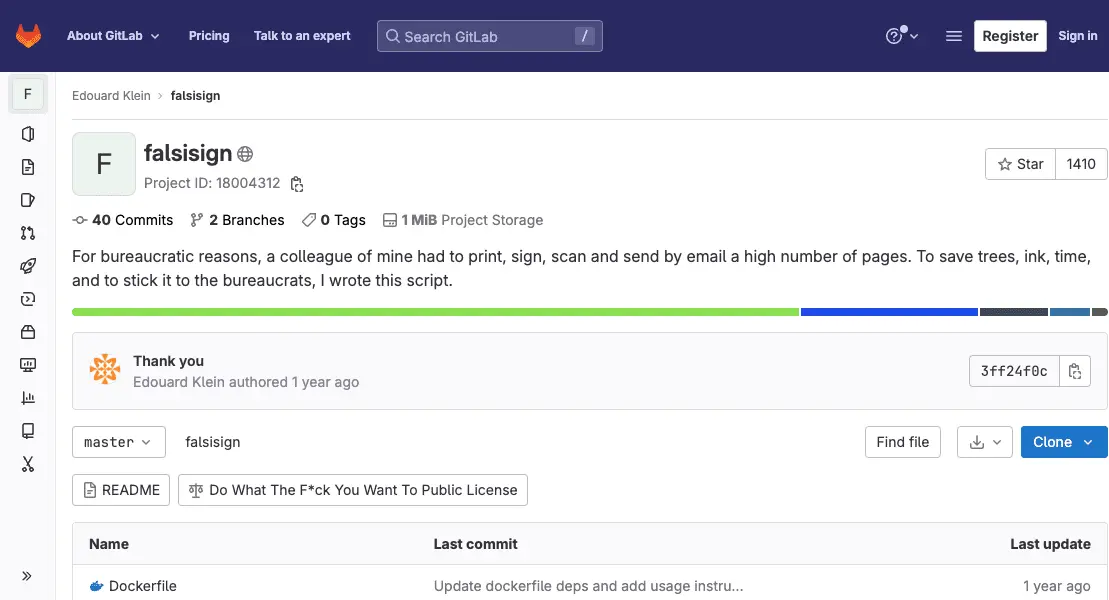 About GitLab
Pricing
Talk to an expert
Search GitLab
/
Register
Sign in
F
Edouard Klein › falsisign
F
falsisign
Project ID: 18004312
Star
1410
40 Commits
2 Branches
0 Tags
1 MiB Project Storage
For bureaucratic reasons, a colleague of mine had to print, sign, scan and send by email a high number of pages. To save trees, ink, time,
and to stick it to the bureaucrats, I wrote this script.
Thank you
Edouard Klein authored 1 year ago
3ff24f0c
master
falsisign
Find file
Clone
README
Do What The F*ck You Want To Public License
Name
Last commit
Last update
Dockerfile
Update dockerfile deps and add usage instru...
1 year ago